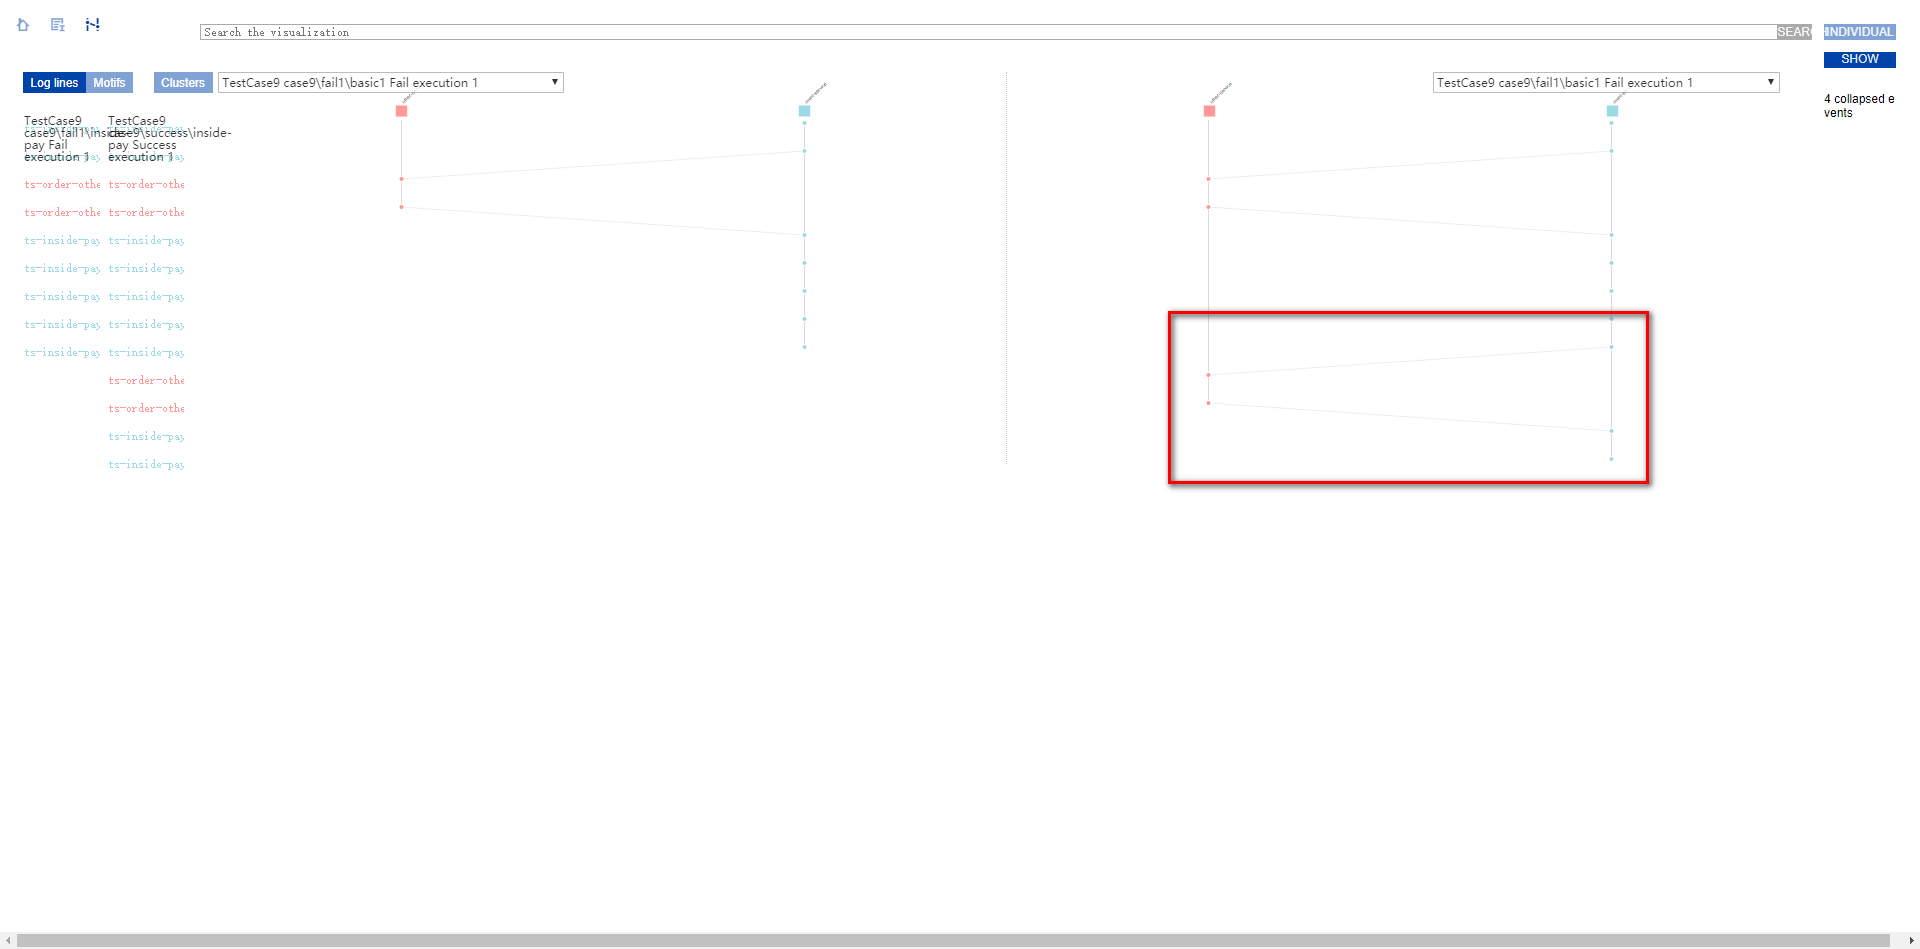 Search the visualization
SEARCH
INDIVIDUAL
SHOW
Log lines
Motifs
Clusters
TestCase9 case9\fail1\basic1 Fail execution 1
TestCase9 case9\fail1\basic1 Fail execution 1
4 collapsed e
vents
TestCase9
case9\fail1\inside-
pay Fail
execution 1
TestCase9
case9\success\inside-
pay Success
execution 1
ts-order-othe ts-order-othe
ts-order-othe ts-order-othe
ts-inside-pay ts-inside-pay
ts-inside-pay ts-inside-pay
ts-inside-pay ts-inside-pay
ts-inside-pay ts-inside-pay
ts-inside-pay ts-inside-pay
ts-order-othe
ts-order-othe
ts-inside-pay
ts-inside-pay